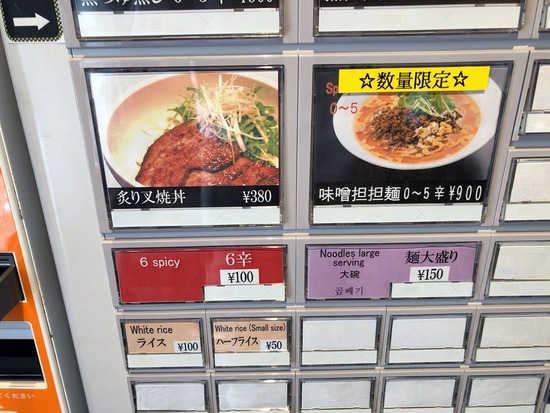 ☆数量限定☆
Sp
0～5
炙り叉焼丼 ¥380
味噌担担麺0～5辛 ¥900
6 spicy 6辛
¥100
Noodles large serving 麺大盛り
大碗 ¥150
곱빼기
White rice
ライス ¥100
White rice (Small size)
ハーフライス ¥50